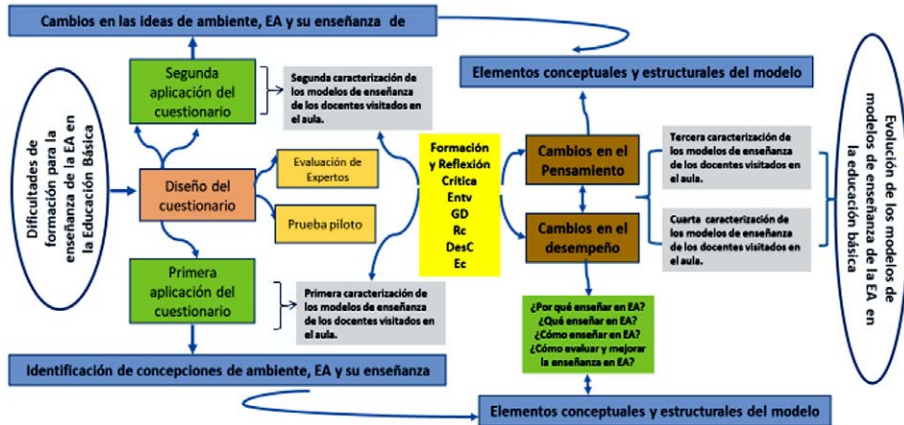 Cambios en las ideas de ambiente, EA y su enseñanza de
Dificultades de
formación para la
enseñanza de la EA en
la Educación Básica
Segunda
aplicación del
cuestionario
Segunda caracterización de
los modelos de enseñanza
de los docentes visitados en
el aula.
Diseño del
cuestionario
Evaluación de
Expertos
Prueba piloto
Primera
aplicación del
cuestionario
Primera caracterización de
los modelos de enseñanza
de los docentes visitados en
el aula.
Identificación de concepciones de ambiente, EA y su enseñanza
Formación
y Reflexión
Crítica
Entv
GD
Rc
DesC
Ec
Elementos conceptuales y estructurales del modelo
Cambios en el
Pensamiento
Cambios en el
desempeño
Tercera caracterización de
los modelos de enseñanza
de los docentes visitados en
el aula.
Cuarta caracterización de
los modelos de enseñanza
de los docentes visitados en
el aula.
¿Por qué enseñar en EA?
¿Qué enseñar en EA?
¿Cómo enseñar en EA?
¿Cómo evaluar y mejorar
la enseñanza en EA?
Elementos conceptuales y estructurales del modelo
Evolución de los modelos de
modelos de enseñanza de la EA en
la educación básica